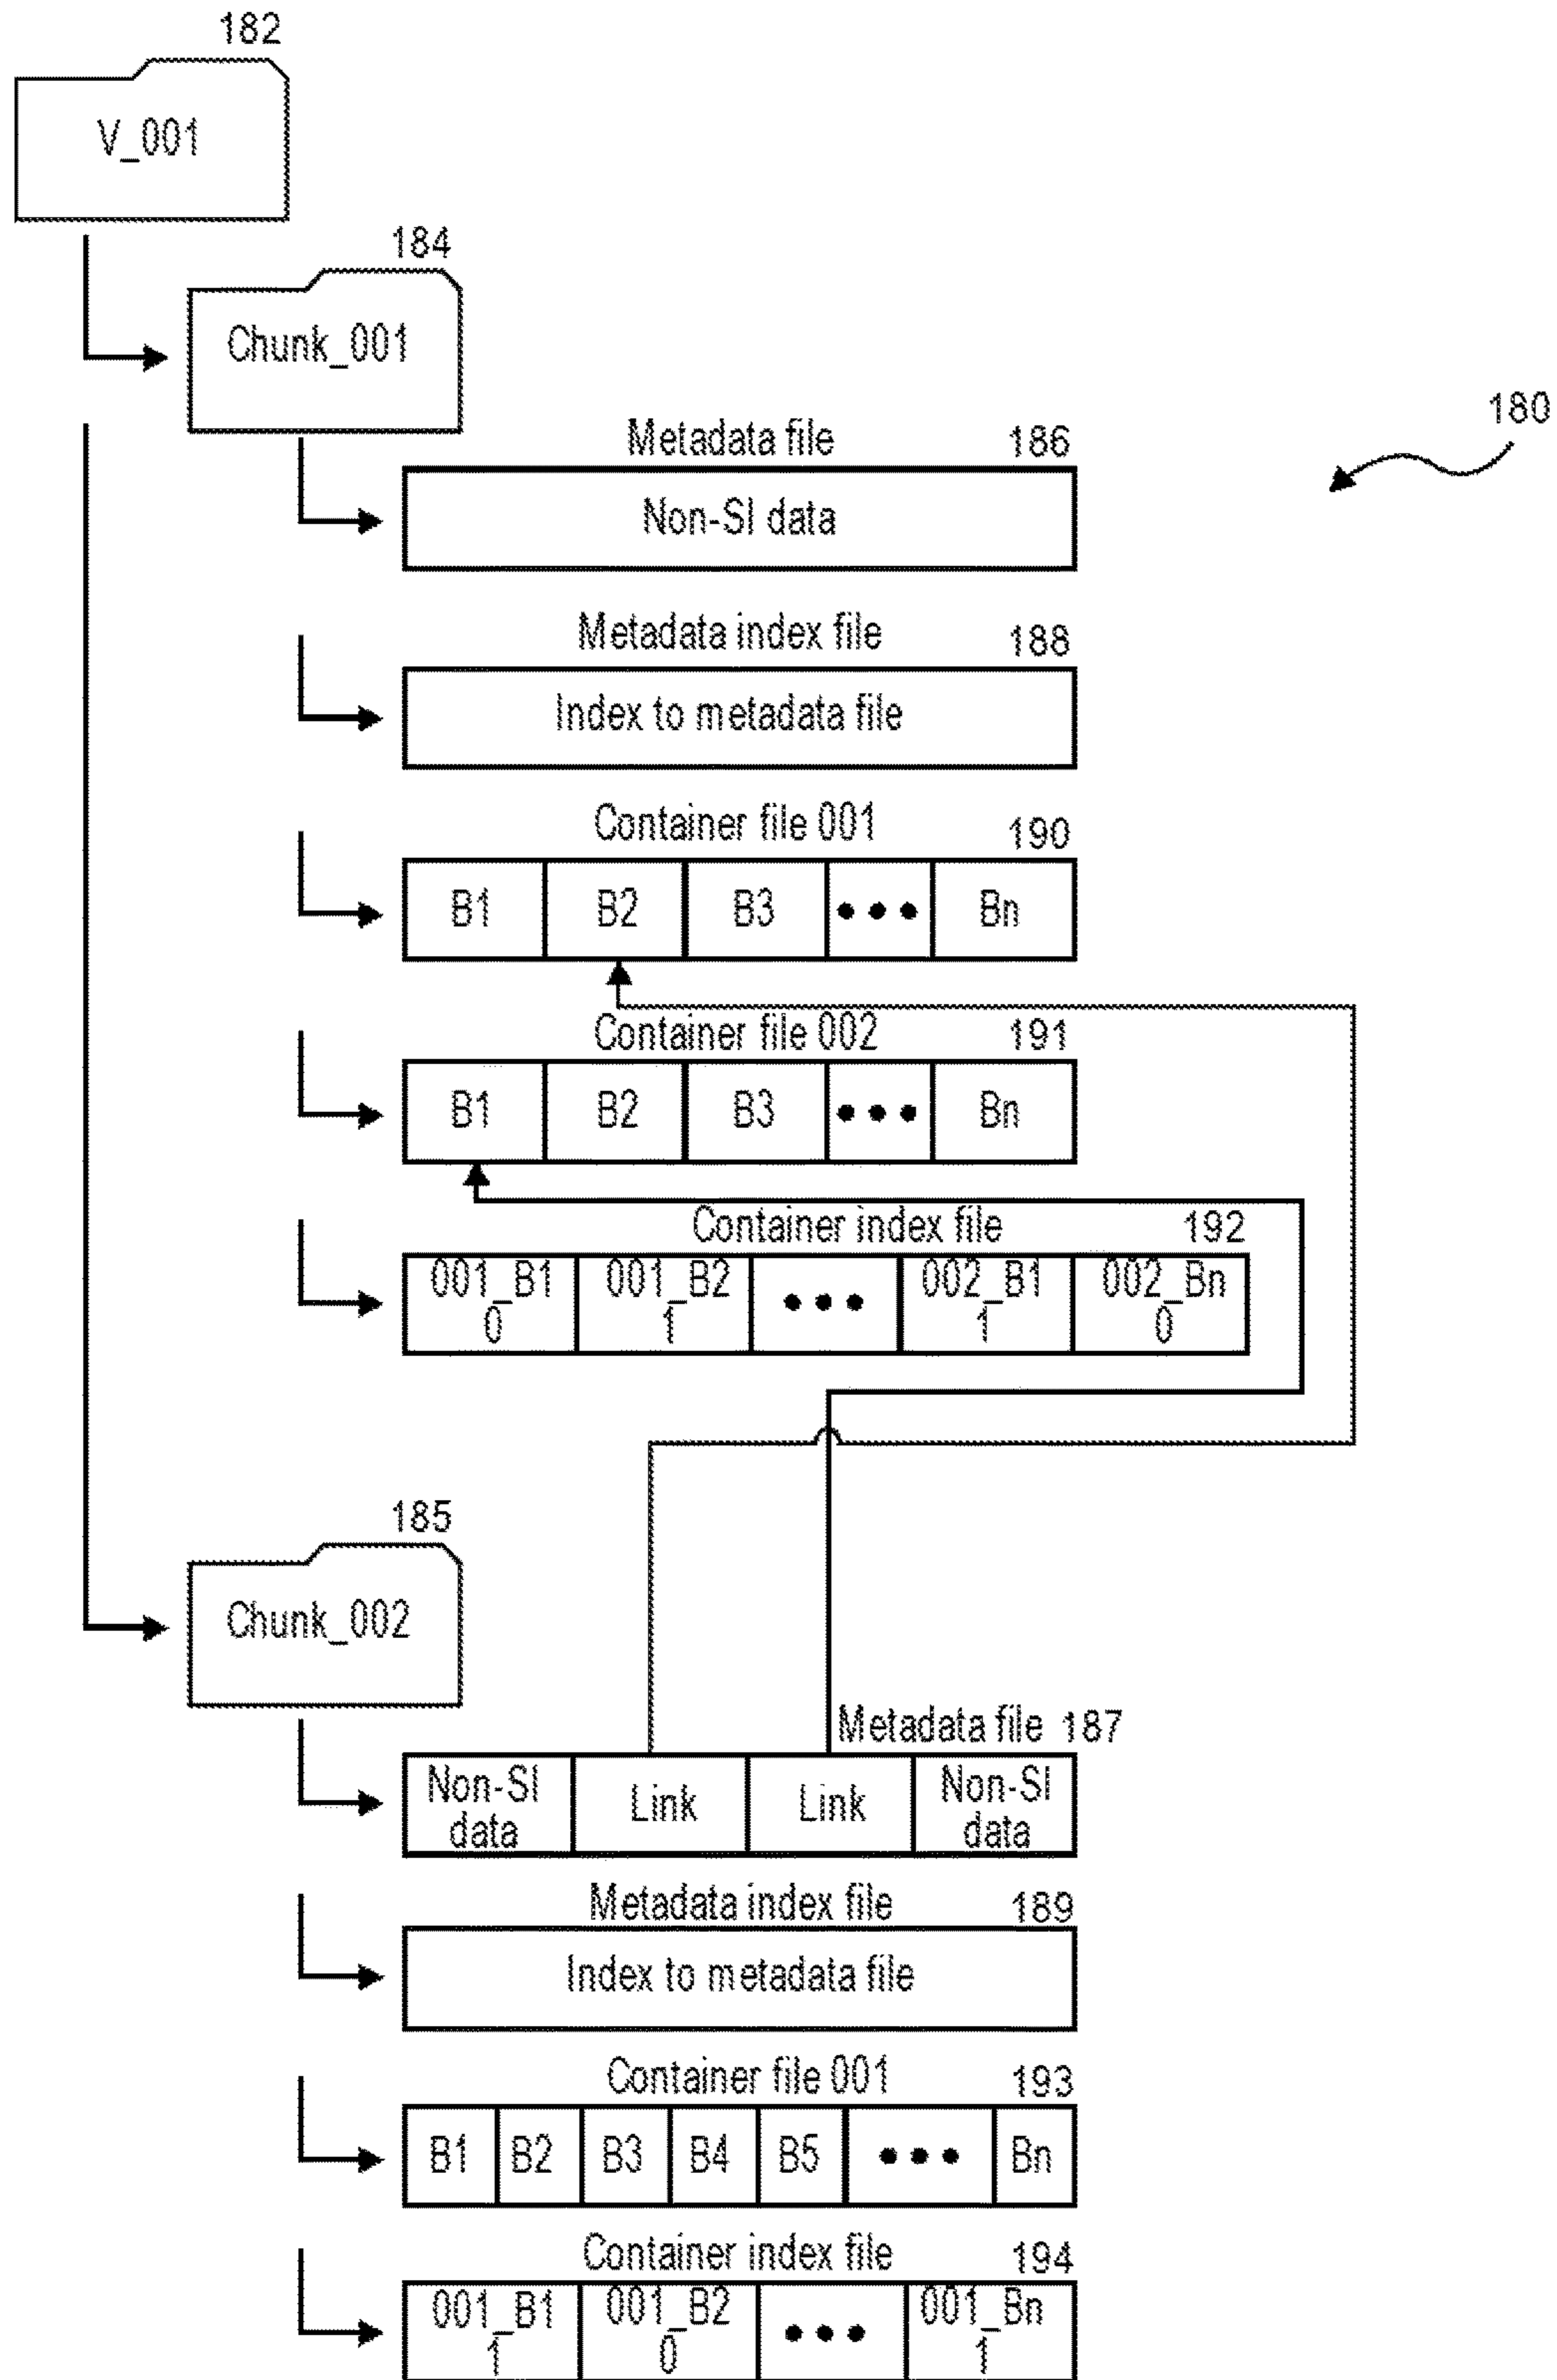 182
V_001
184
Chunk_001
180
Metadata file 186
Non-SI data
Metadata index file 188
Index to metadata file
Container file 001 190
B1 B2 B3 ••• Bn
Container file 002 191
B1 B2 B3 ••• Bn
Container index file 192
001_B1 001_B2 ••• 002_B1 002_Bn
0 1 1 0
185
Chunk_002
Metadata file 187
Non-SI Link Link Non-SI
data data
Metadata index file 189
Index to metadata file
Container file 001 193
B1 B2 B3 B4 B5 ••• Bn
Container index file 194
001_B1 001_B2 ••• 001_Bn
1 0 1